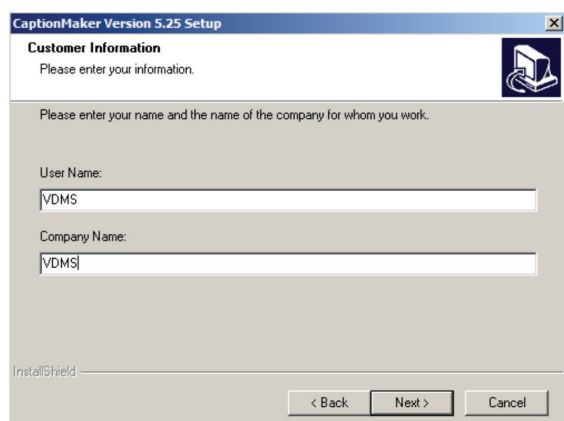 CaptionMaker Version 5.25 Setup
Customer Information
Please enter your information.
Please enter your name and the name of the company for whom you work.
User Name:
VDMS
Company Name:
VDMS
InstallShield
< Back Next > Cancel